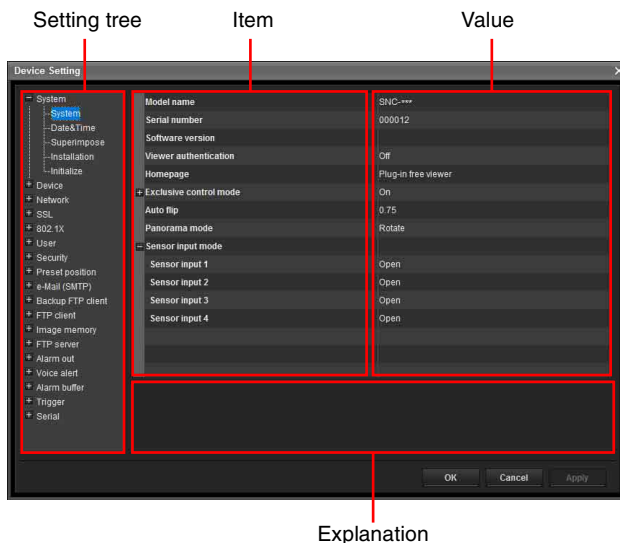 Setting tree
Item
Value
Device Setting
System
System
Date&Time
Superimpose
Installation
Initialize
Device
Network
SSL
802.1X
User
Security
Preset position
e-Mail (SMTP)
Backup FTP client
FTP client
Image memory
FTP server
Alarm out
Voice alert
Alarm buffer
Trigger
Serial
Model name SNC-***
Serial number 000012
Software version
Viewer authentication Off
Homepage Plug-in free viewer
Exclusive control mode On
Auto flip 0.75
Panorama mode Rotate
Sensor input mode
Sensor input 1 Open
Sensor input 2 Open
Sensor input 3 Open
Sensor input 4 Open
OK Cancel Apply
Explanation